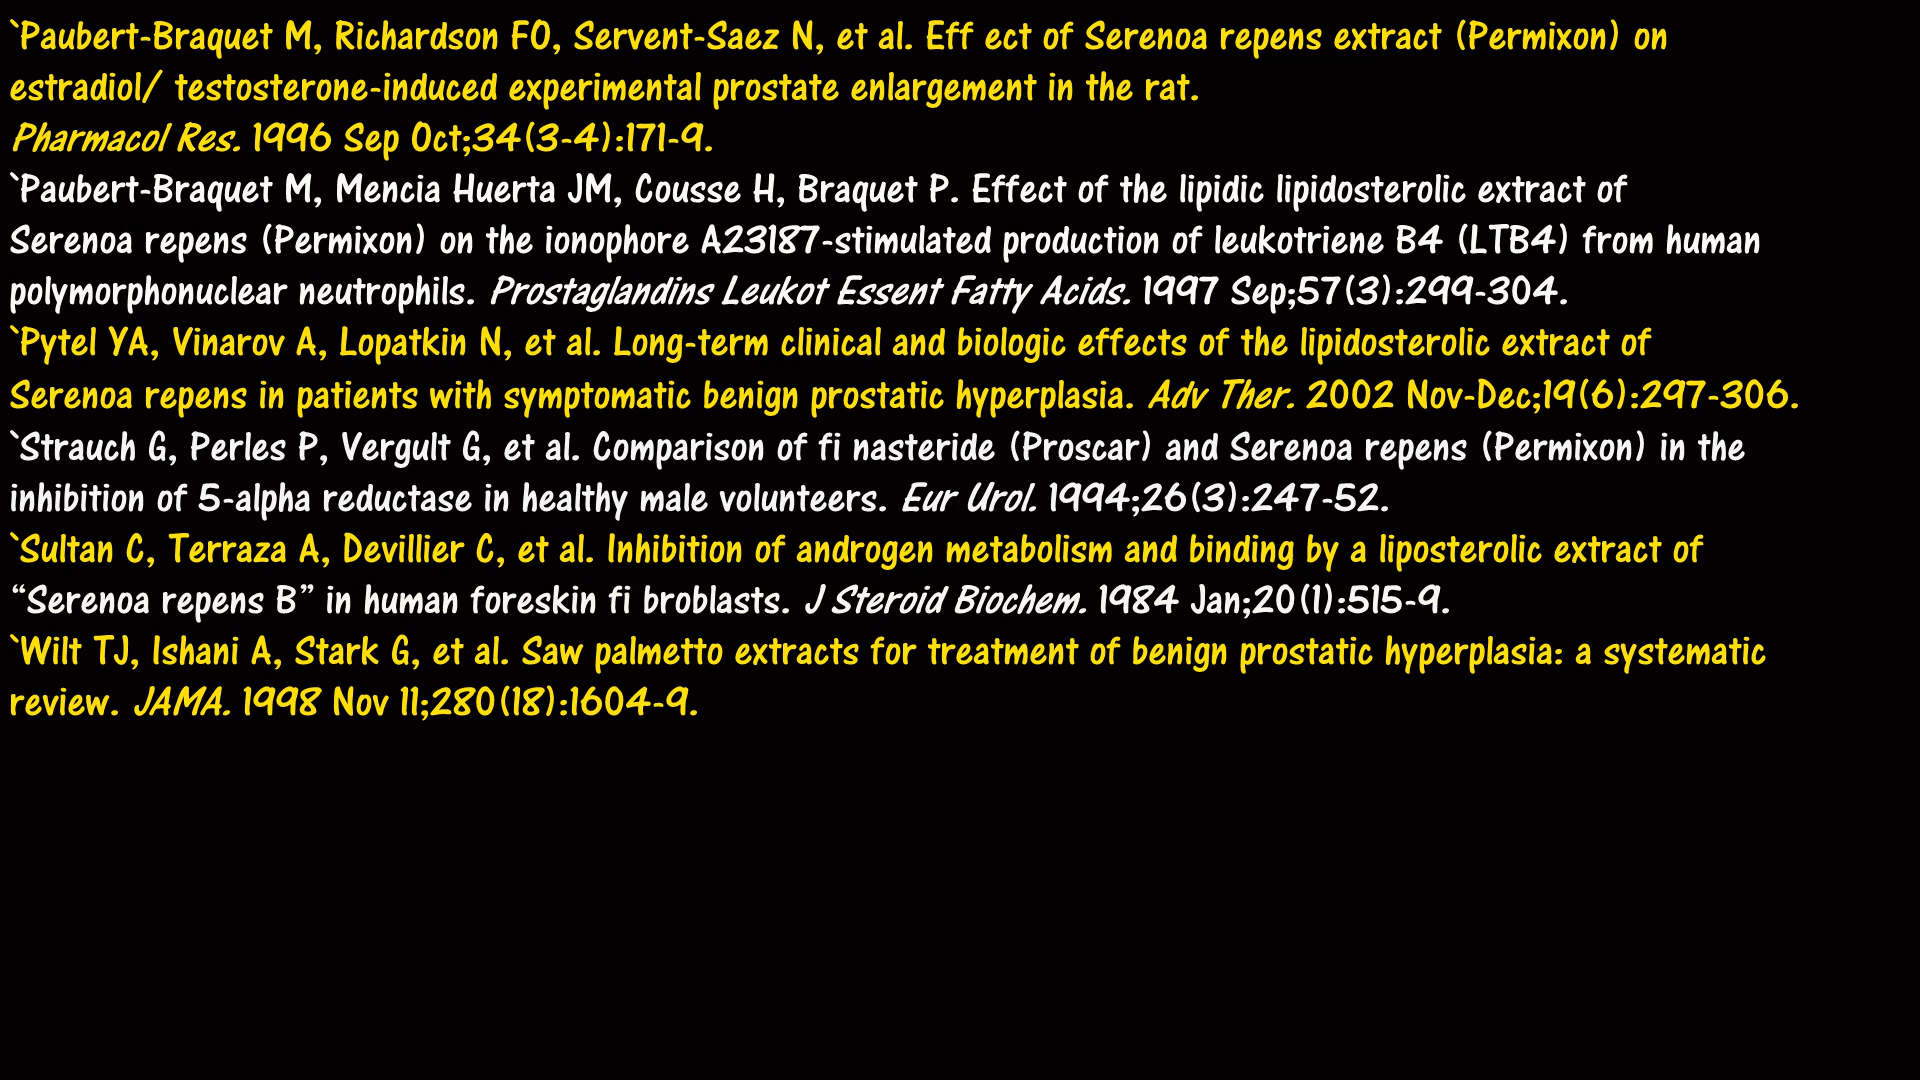 `Paubert-Braquet M, Richardson FO, Servent-Saez N, et al. Eff ect of Serenoa repens extract (Permixon) on
estradiol/ testosterone-induced experimental prostate enlargement in the rat.
Pharmacol Res. 1996 Sep Oct;34(3-4):171-9.
`Paubert-Braquet M, Mencia Huerta JM, Cousse H, Braquet P. Effect of the lipidic lipidosterolic extract of
Serenoa repens (Permixon) on the ionophore A23187-stimulated production of leukotriene B4 (LTB4) from human
polymorphonuclear neutrophils. Prostaglandins Leukot Essent Fatty Acids. 1997 Sep;57(3):299-304.
`Pytel YA, Vinarov A, Lopatkin N, et al. Long-term clinical and biologic effects of the lipidosterolic extract of
Serenoa repens in patients with symptomatic benign prostatic hyperplasia. Adv Ther. 2002 Nov-Dec;19(6):297-306.
`Strauch G, Perles P, Vergult G, et al. Comparison of fi nasteride (Proscar) and Serenoa repens (Permixon) in the
inhibition of 5-alpha reductase in healthy male volunteers. Eur Urol. 1994;26(3):247-52.
`Sultan C, Terraza A, Devillier C, et al. Inhibition of androgen metabolism and binding by a liposterolic extract of
“Serenoa repens B” in human foreskin fi broblasts. J Steroid Biochem. 1984 Jan;20(1):515-9.
`Wilt TJ, Ishani A, Stark G, et al. Saw palmetto extracts for treatment of benign prostatic hyperplasia: a systematic
review. JAMA. 1998 Nov 11;280(18):1604-9.